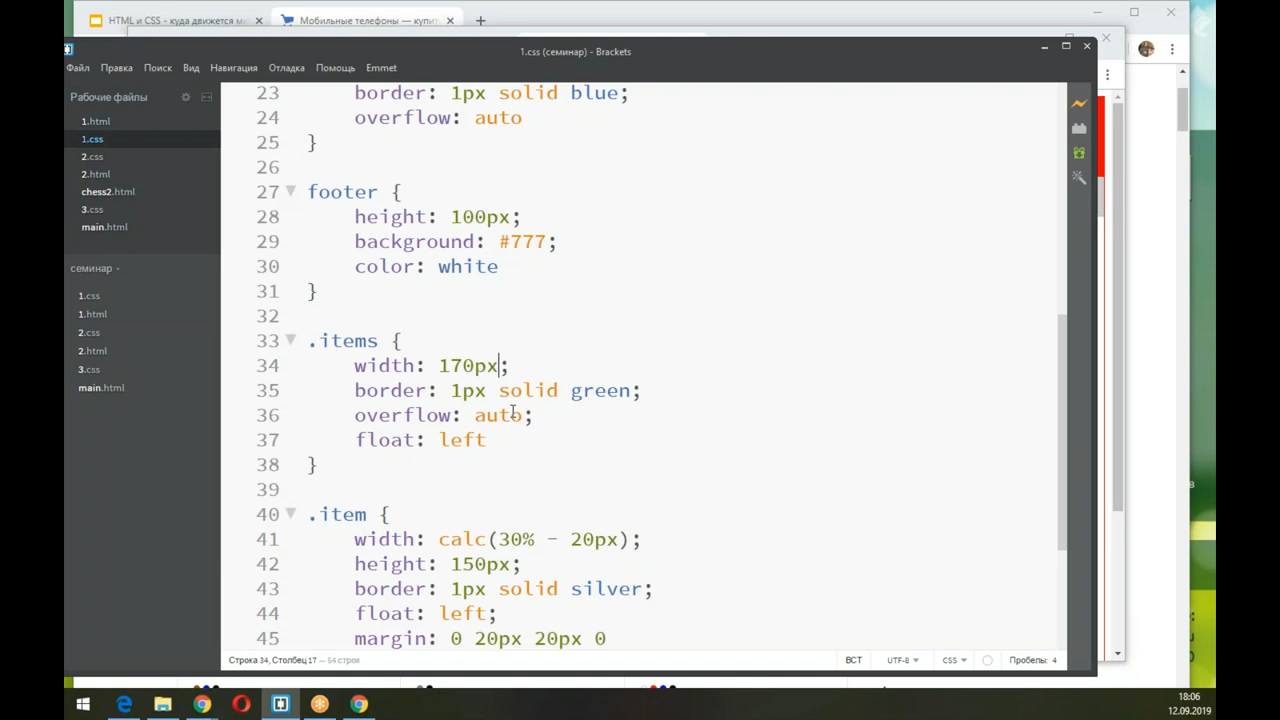 HTML и CSS - куда движется ми
Мобильные телефоны — купит
1.css (семинар) - Brackets
Файл Правка Поиск Вид Навигация Отладка Помощь Emmet
Рабочие файлы
1.html
1.css
2.css
2.html
chess2.html
3.css
main.html
семинар
1.css
1.html
2.css
2.html
3.css
main.html
23 border: 1px solid blue;
24 overflow: auto
25 }
26
27 footer {
28 height: 100px;
29 background: #777;
30 color: white
31 }
32
33 .items {
34 width: 170px;
35 border: 1px solid green;
36 overflow: auto;
37 float: left
38 }
39
40 .item {
41 width: calc(30% - 20px);
42 height: 150px;
43 border: 1px solid silver;
44 float: left;
45 margin: 0 20px 20px 0
Строка 34, Столбец 17 — 54 строк
ВСТ UTF-8 CSS Пробелы: 4
18:06
12.09.2019